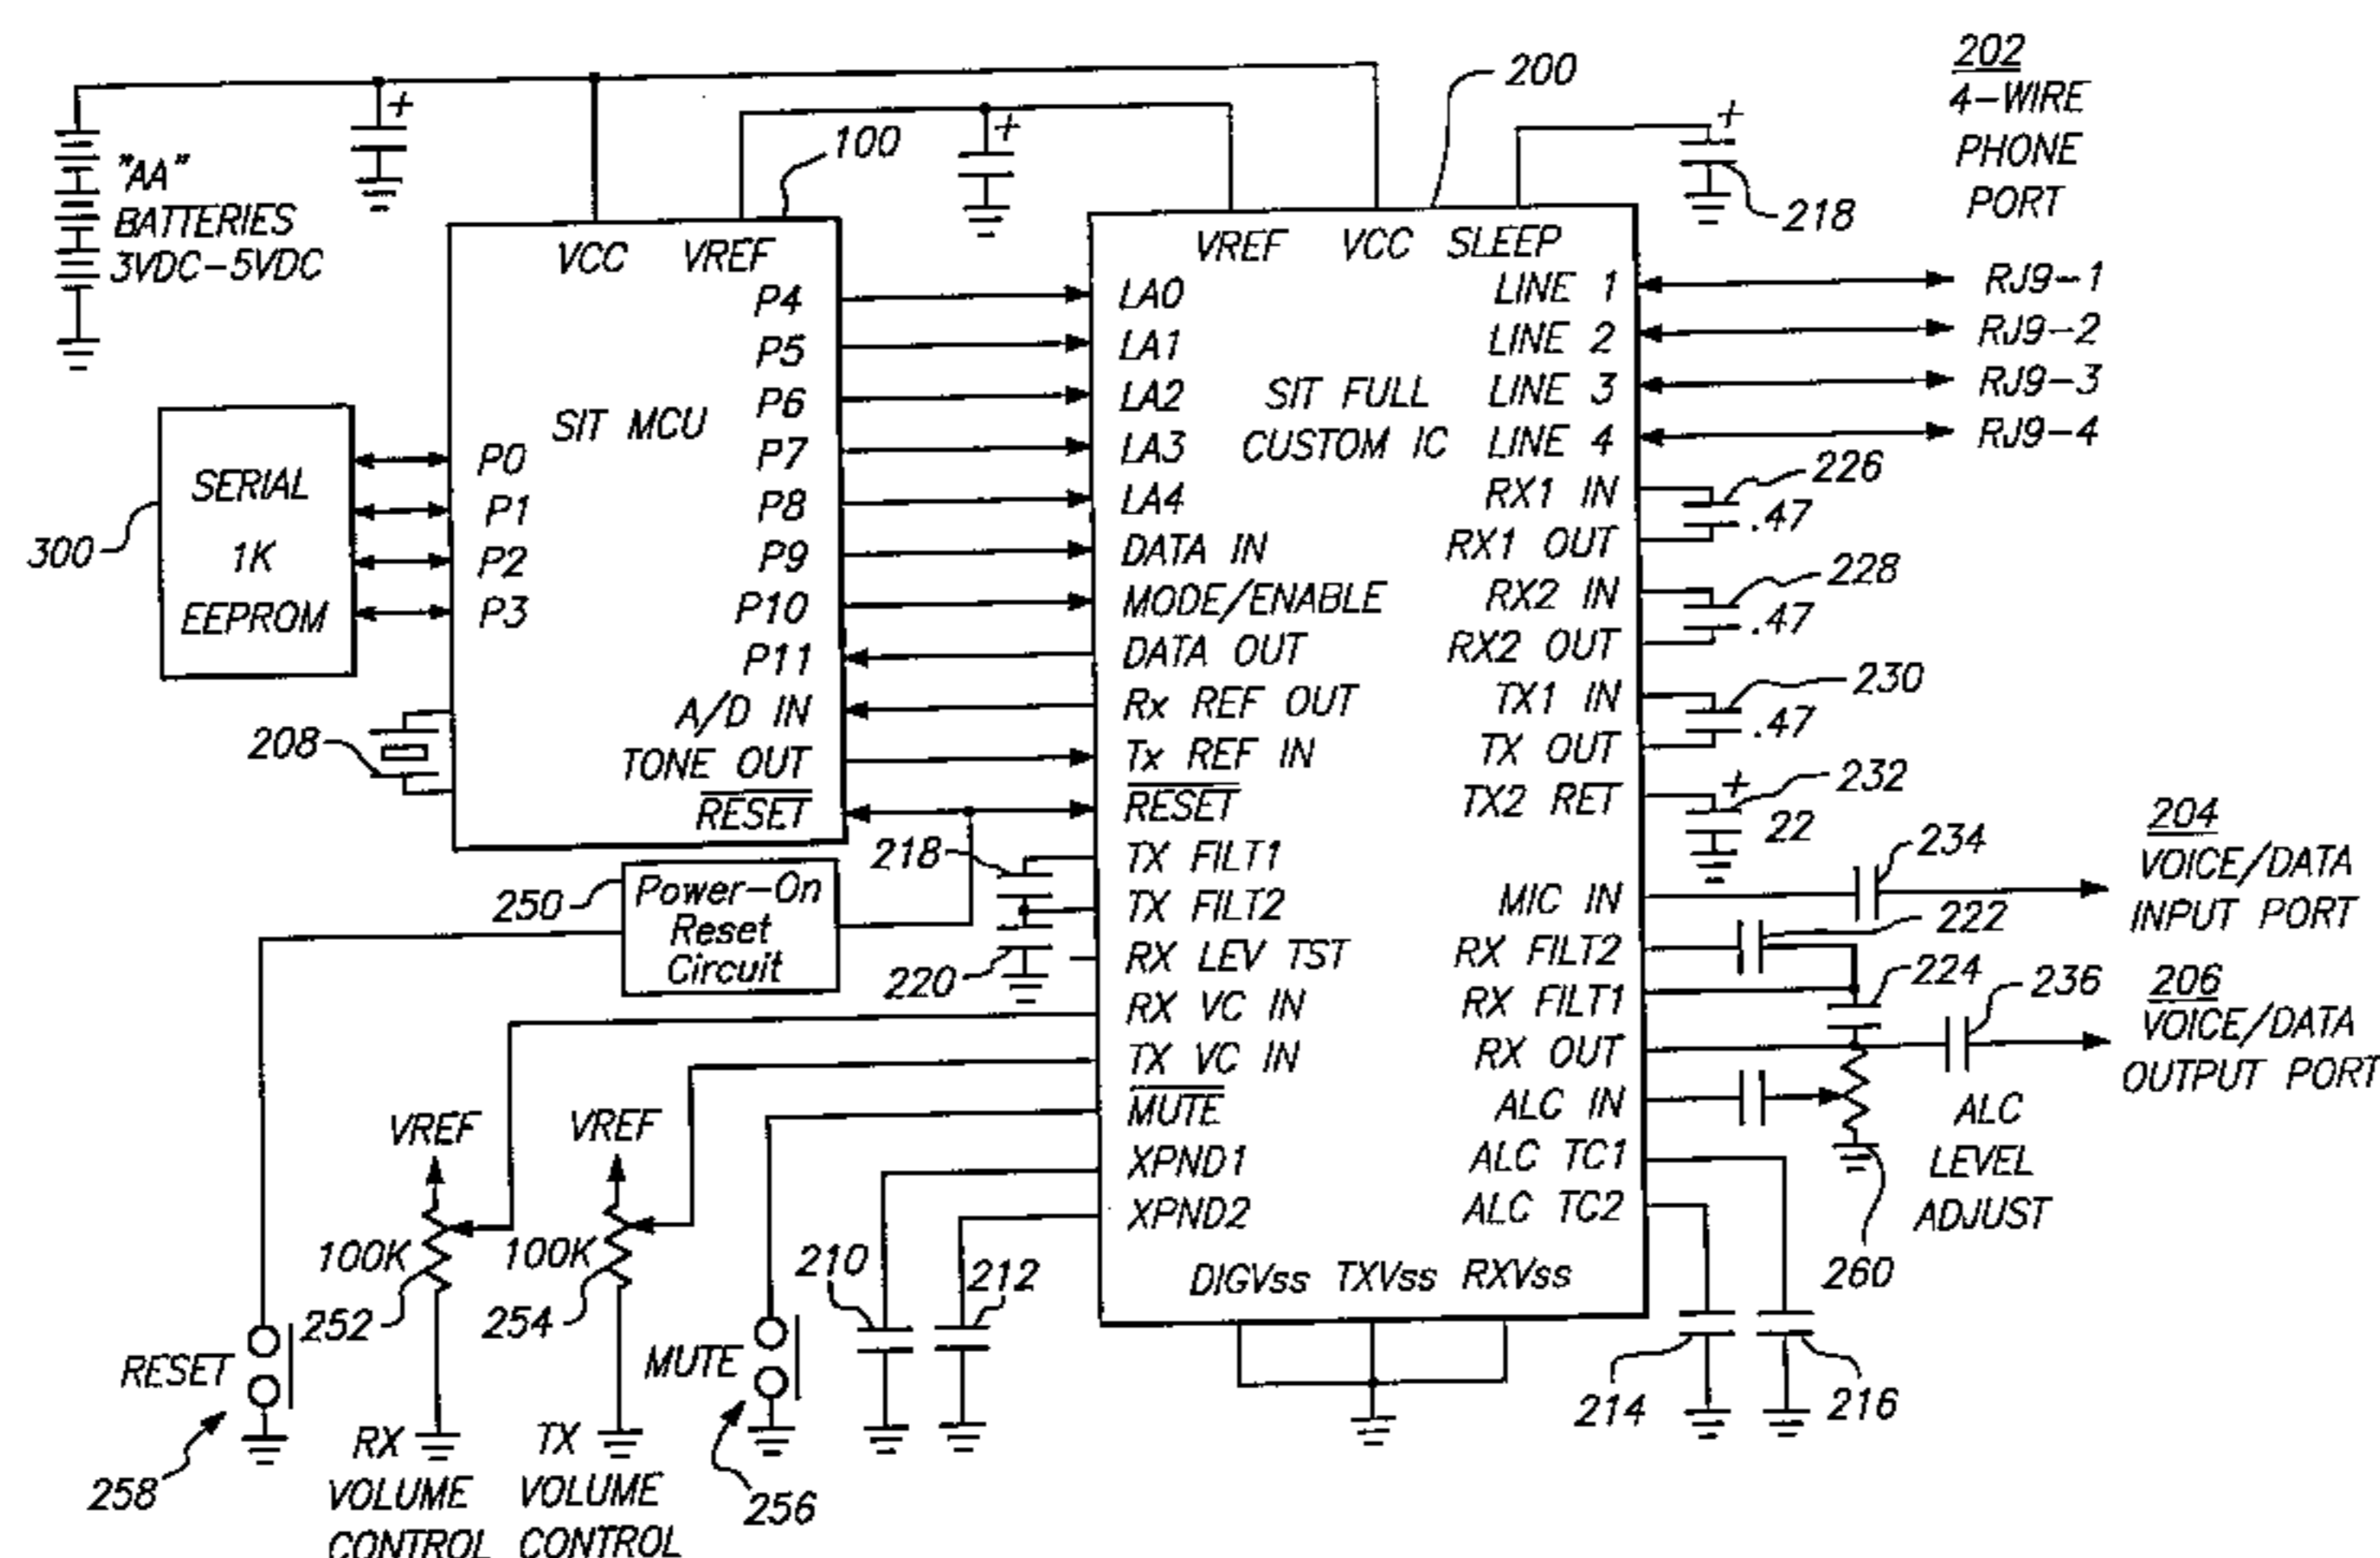 202
4-WIRE
PHONE
PORT
200
+
+
+
100
218
"AA"
BATTERIES
3VDC-5VDC
VCC VREF
P4
P5
P6
P7
P8
P9
P10
P11
A/D IN
TONE OUT
RESET
SIT MCU
P0
P1
P2
P3
SERIAL
1K
EEPROM
300
208
VREF VCC SLEEP
LA0
LA1
LA2
LA3
LA4
DATA IN
MODE/ENABLE
DATA OUT
Rx REF OUT
Tx REF IN
RESET
TX FILT1
TX FILT2
RX LEV TST
RX VC IN
TX VC IN
MUTE
XPND1
XPND2
SIT FULL
CUSTOM IC
LINE 1
LINE 2
LINE 3
LINE 4
RX1 IN
RX1 OUT
RX2 IN
RX2 OUT
TX1 IN
TX OUT
TX2 RET
MIC IN
RX FILT2
RX FILT1
RX OUT
ALC IN
ALC TC1
ALC TC2
DIGVss TXVss RXVss
RJ9-1
RJ9-2
RJ9-3
RJ9-4
226
.47
228
.47
230
.47
+
232
22
234
204
VOICE/DATA
INPUT PORT
222
224
236
206
VOICE/DATA
OUTPUT PORT
ALC
LEVEL
ADJUST
260
214
216
218
220
250
Power-On
Reset
Circuit
VREF
VREF
100K
100K
252
254
210
212
RESET
258
RX
VOLUME
CONTROL
TX
VOLUME
CONTROL
MUTE
256